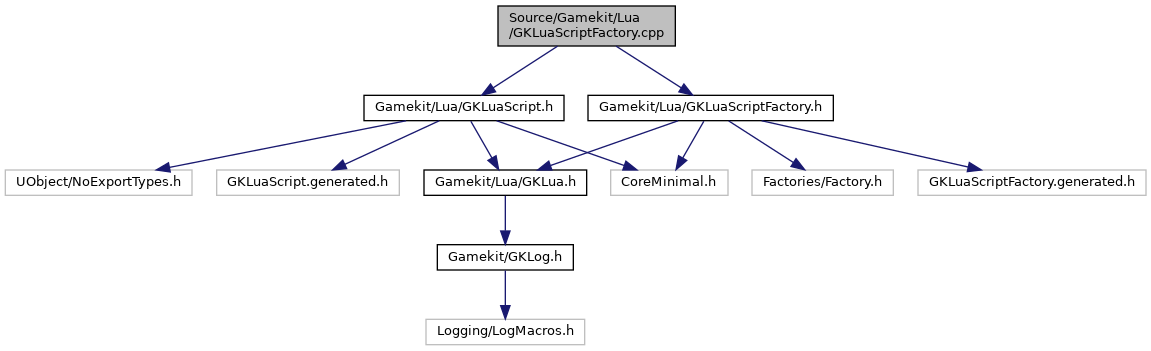 Source/Gamekit/Lua
/GKLuaScriptFactory.cpp
Gamekit/Lua/GKLuaScript.h
Gamekit/Lua/GKLuaScriptFactory.h
UObject/NoExportTypes.h
GKLuaScript.generated.h
Gamekit/Lua/GKLua.h
CoreMinimal.h
Factories/Factory.h
GKLuaScriptFactory.generated.h
Gamekit/GKLog.h
Logging/LogMacros.h